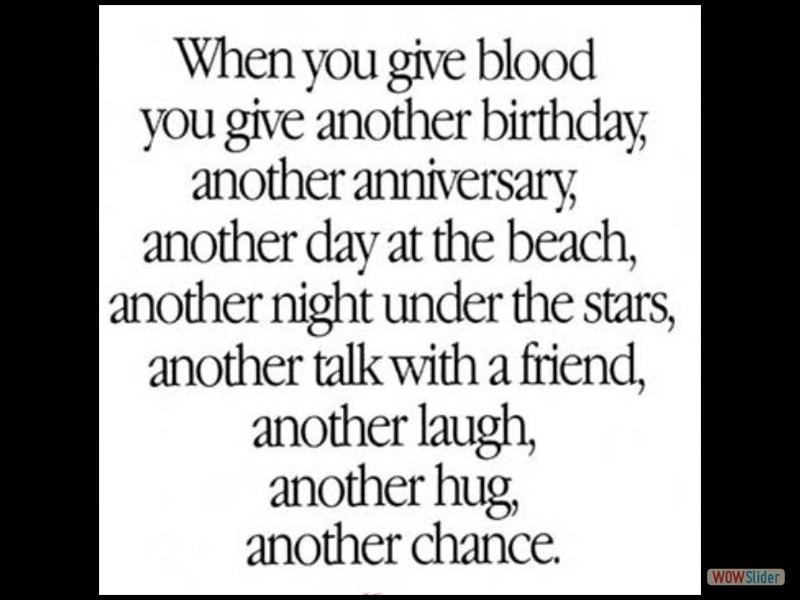 When you give blood
you give another birthday,
another anniversary,
another day at the beach,
another night under the stars,
another talk with a friend,
another laugh,
another hug,
another chance.
WOWSlider